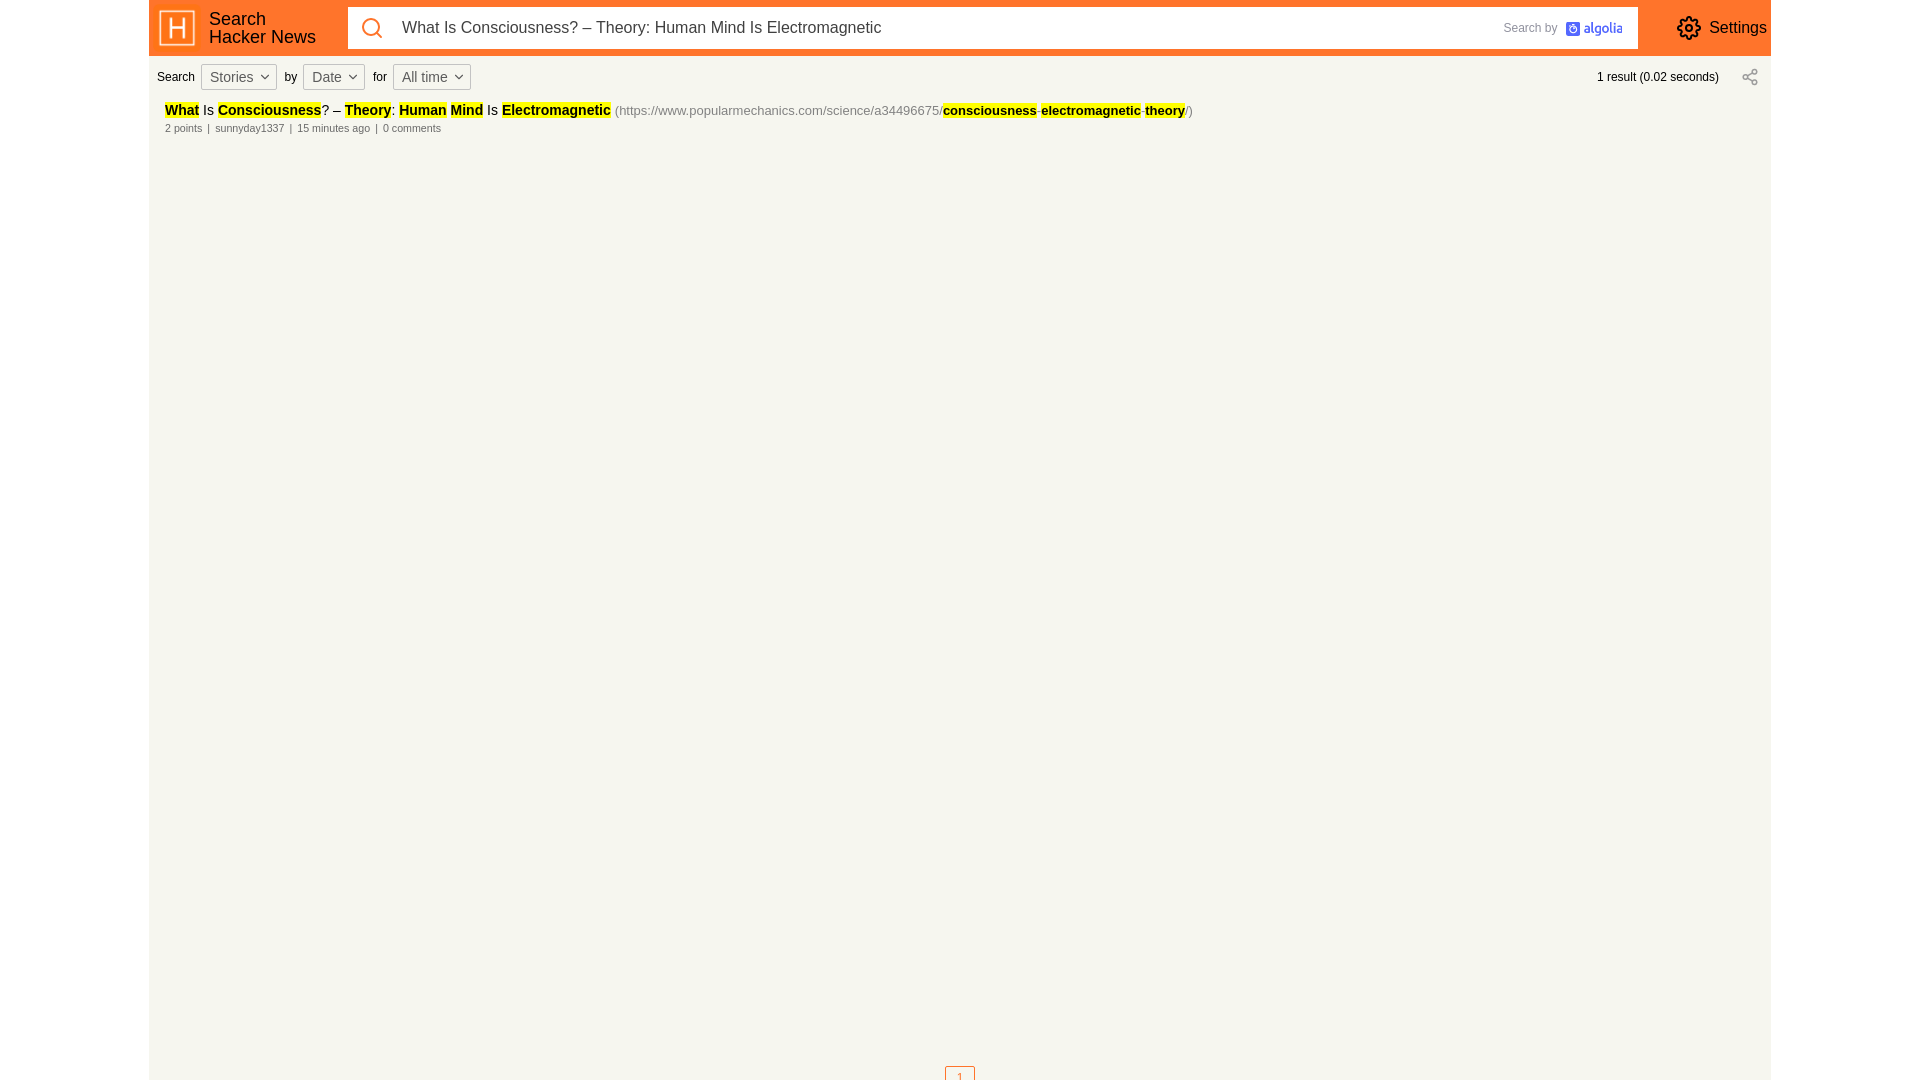 H
Search
Hacker News
What Is Consciousness? – Theory: Human Mind Is Electromagnetic
Search by algolia
Settings
Search Stories by Date for All time
1 result (0.02 seconds)
What Is Consciousness? – Theory: Human Mind Is Electromagnetic (https://www.popularmechanics.com/science/a34496675/consciousness-electromagnetic-theory/)
2 points | sunnyday1337 | 15 minutes ago | 0 comments
1